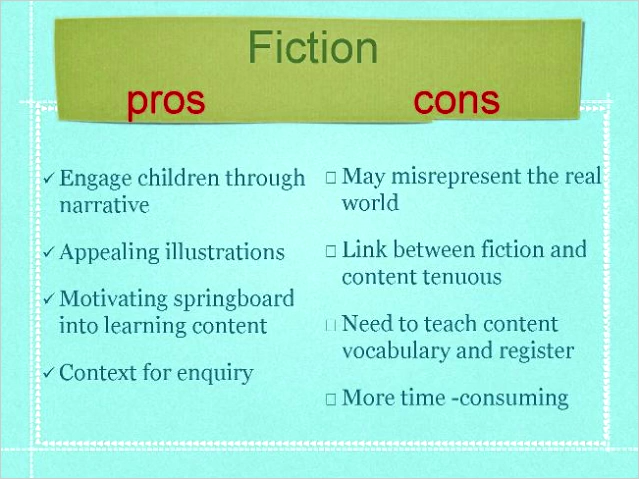 Fiction
pros
cons
Engage children through
narrative
Appealing illustrations
Motivating springboard
into learning content
Context for enquiry
May misrepresent the real
world
Link between fiction and
content tenuous
Need to teach content
vocabulary and register
More time -consuming